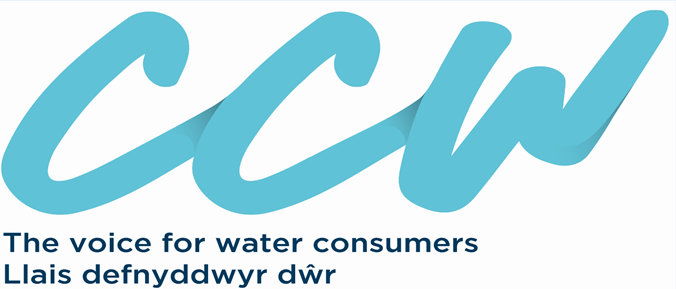 CCW
The voice for water consumers
Llais defnyddwyr dŵr